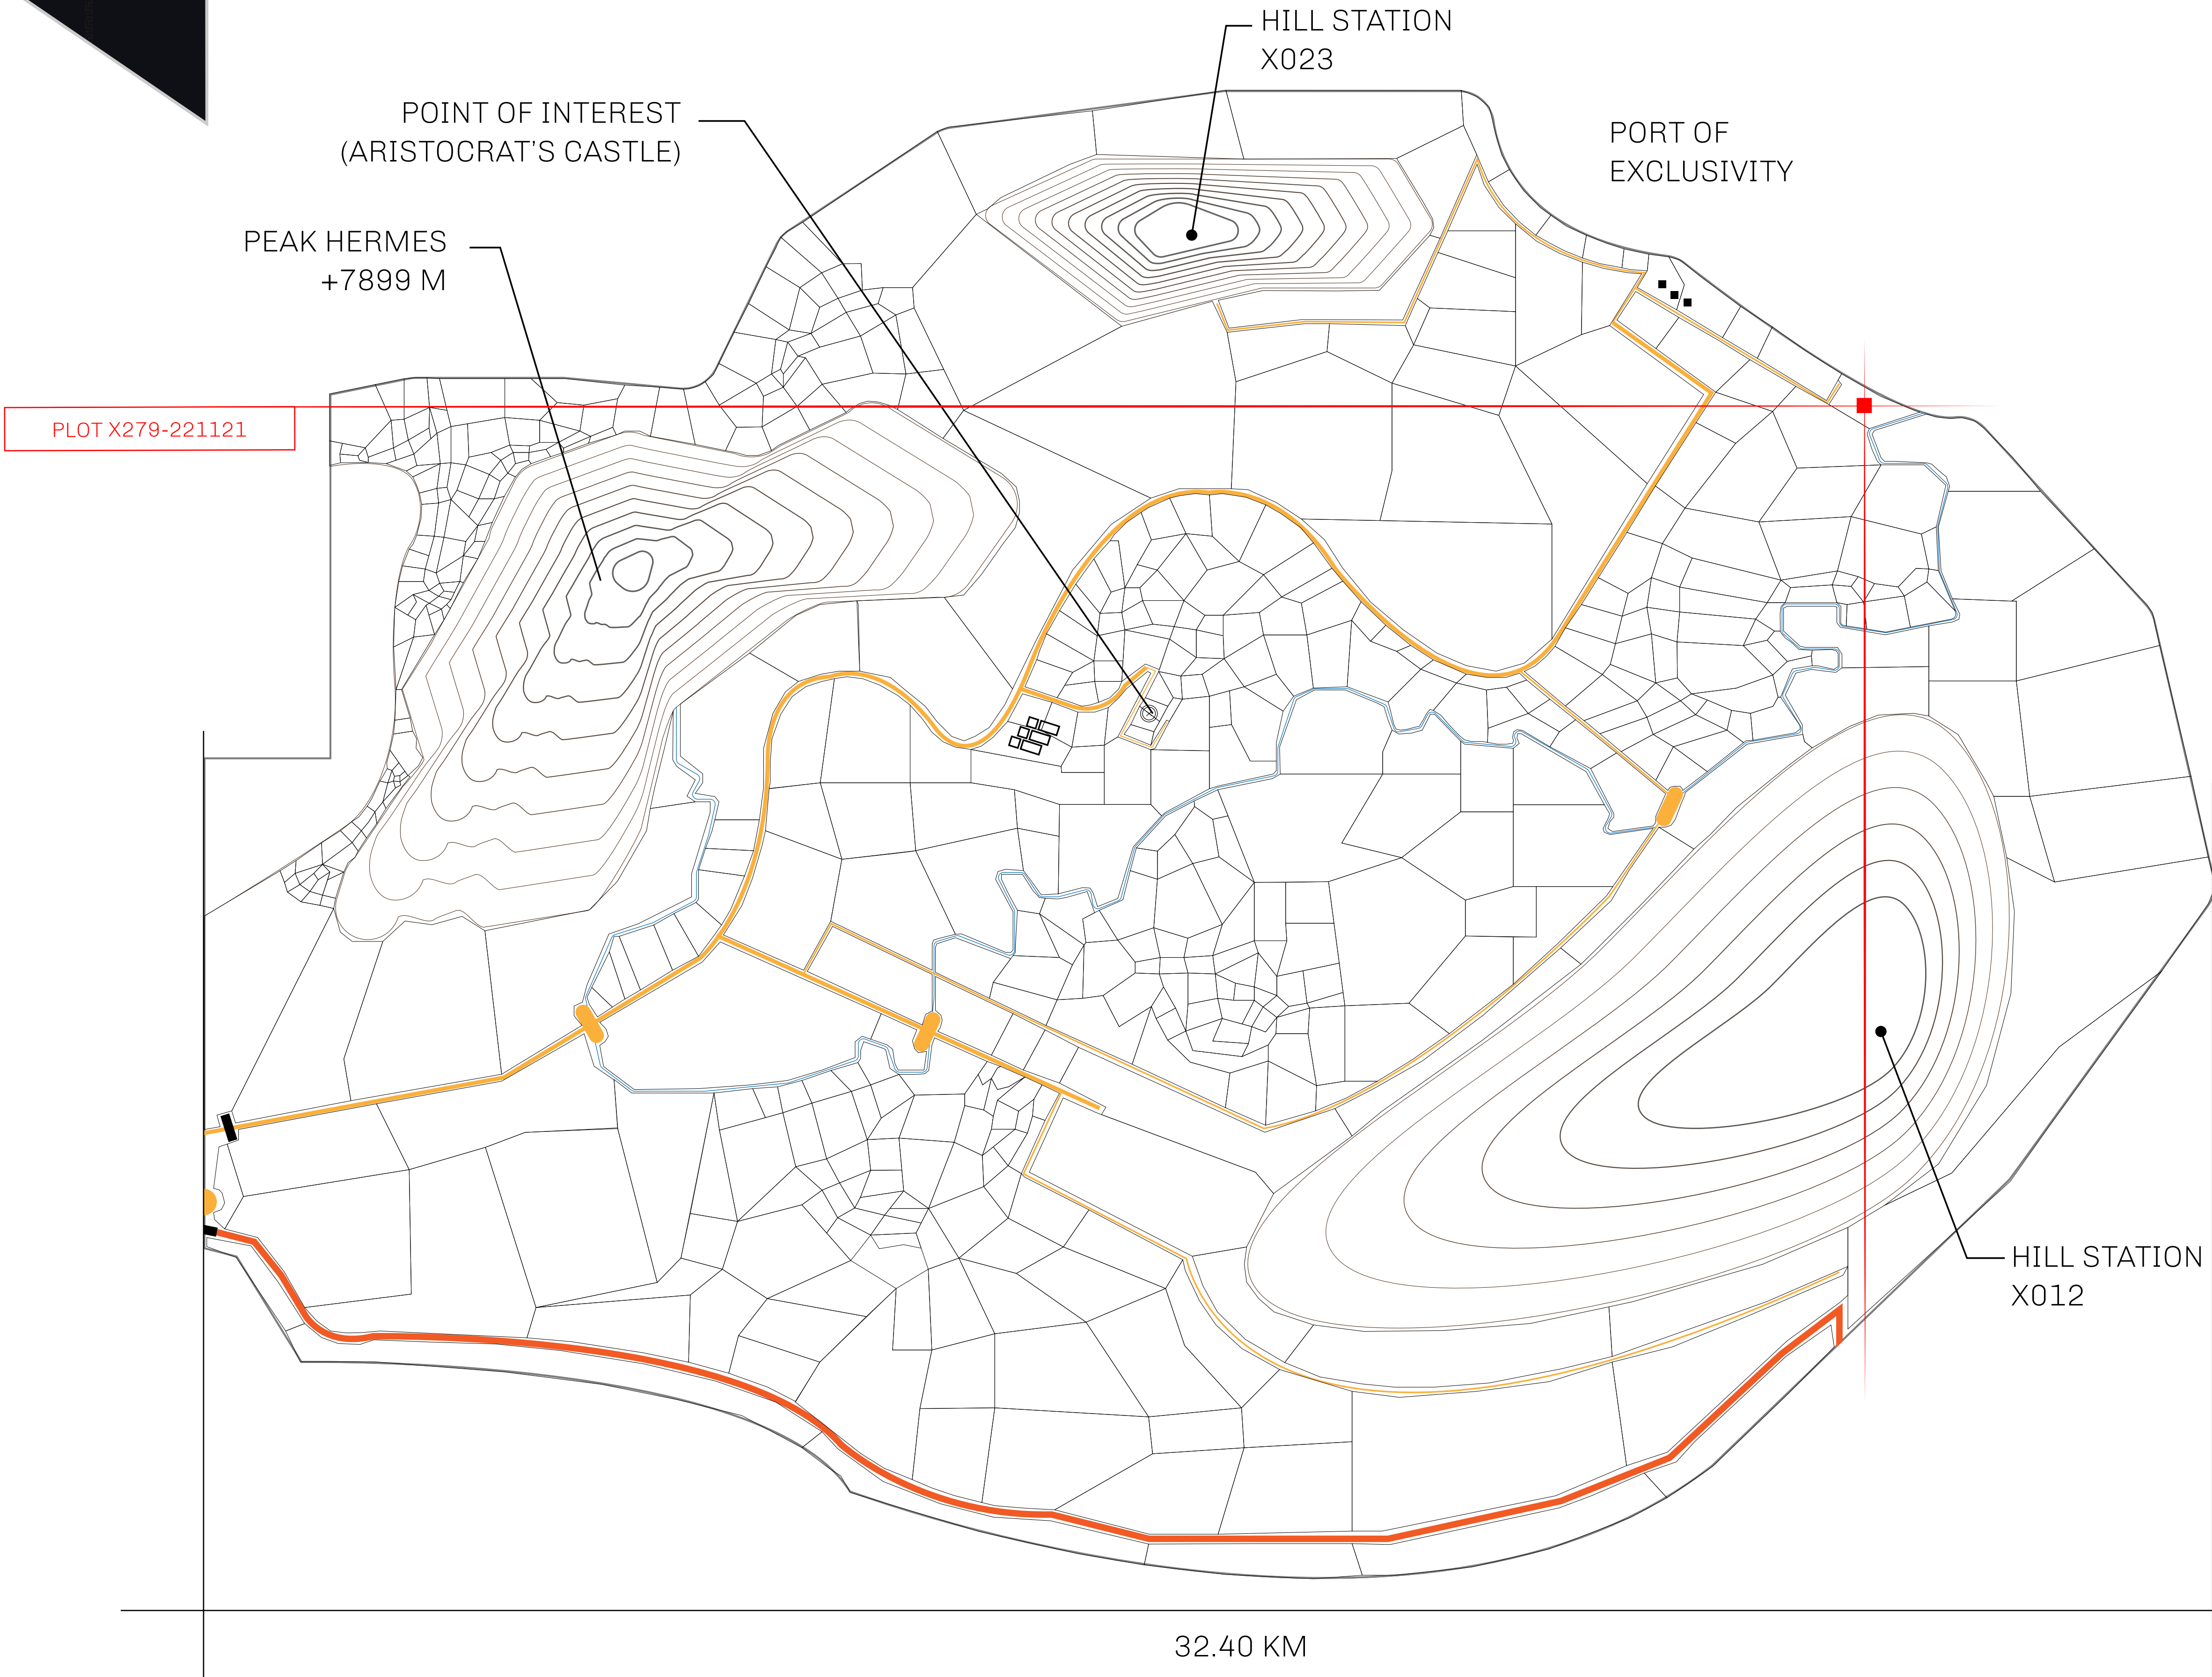 HILL STATION
X023
POINT OF INTEREST
(ARISTOCRAT'S CASTLE)
PORT OF
EXCLUSIVITY
PEAK HERMES
+7899 M
PLOT X279-221121
HILL STATION
X012
32.40 KM